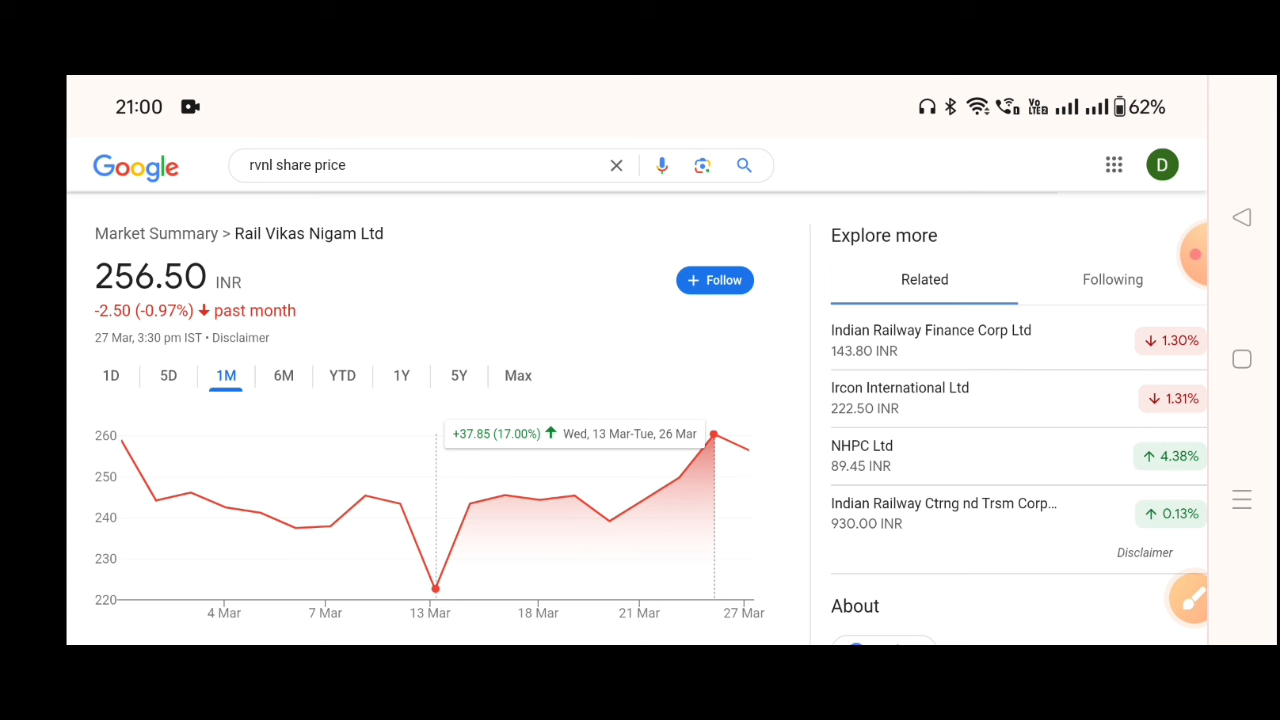 21:00
Vo
LTE2
62%
Google
rvnl share price
D
Market Summary > Rail Vikas Nigam Ltd
256.50 INR
-2.50 (-0.97%) ↓ past month
27 Mar, 3:30 pm IST • Disclaimer
+ Follow
1D 5D 1M 6M YTD 1Y 5Y Max
+37.85 (17.00%) ↑ Wed, 13 Mar-Tue, 26 Mar
260
250
240
230
220
4 Mar 7 Mar 13 Mar 18 Mar 21 Mar 27 Mar
Explore more
Related Following
Indian Railway Finance Corp Ltd
143.80 INR
↓ 1.30%
Ircon International Ltd
222.50 INR
↓ 1.31%
NHPC Ltd
89.45 INR
↑ 4.38%
Indian Railway Ctrng nd Trsm Corp...
930.00 INR
↑ 0.13%
Disclaimer
About